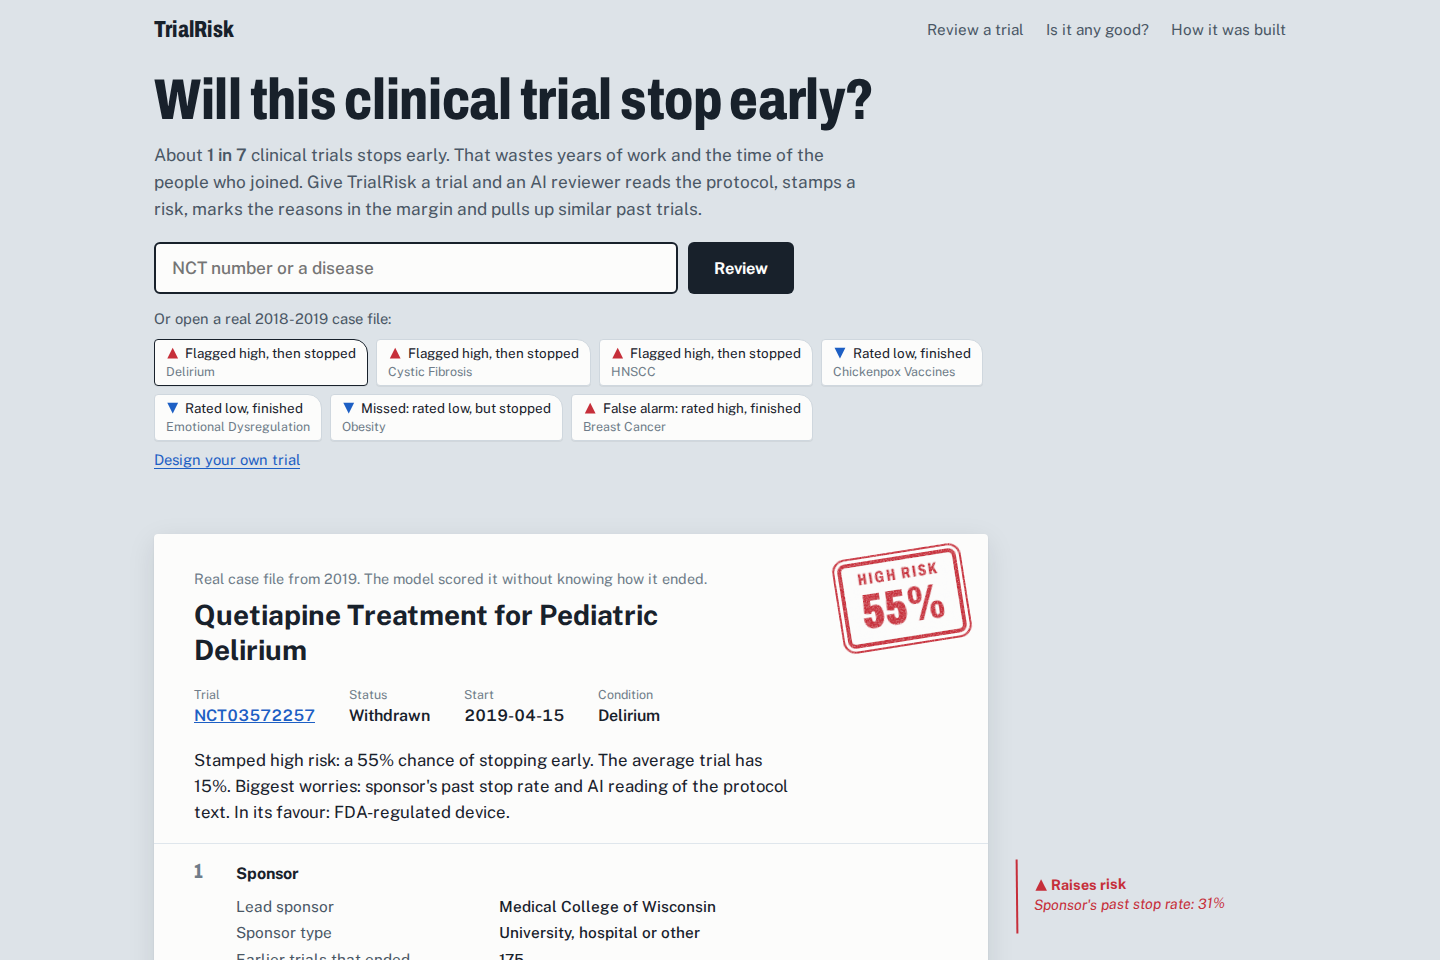 TrialRisk
Review a trial
Is it any good?
How it was built
Will this clinical trial stop early?
About 1 in 7 clinical trials stops early. That wastes years of work and the time of the
people who joined. Give TrialRisk a trial and an AI reviewer reads the protocol, stamps a
risk, marks the reasons in the margin and pulls up similar past trials.
NCT number or a disease
Review
Or open a real 2018-2019 case file:
▲ Flagged high, then stopped
Delirium
▲ Flagged high, then stopped
Cystic Fibrosis
▲ Flagged high, then stopped
HNSCC
▼ Rated low, finished
Chickenpox Vaccines
▼ Rated low, finished
Emotional Dysregulation
▼ Missed: rated low, but stopped
Obesity
▲ False alarm: rated high, finished
Breast Cancer
Design your own trial
Real case file from 2019. The model scored it without knowing how it ended.
HIGH RISK
55%
Quetiapine Treatment for Pediatric
Delirium
Trial
NCT03572257
Status
Withdrawn
Start
2019-04-15
Condition
Delirium
Stamped high risk: a 55% chance of stopping early. The average trial has
15%. Biggest worries: sponsor's past stop rate and AI reading of the protocol
text. In its favour: FDA-regulated device.
1 Sponsor
Lead sponsor Medical College of Wisconsin
Sponsor type University, hospital or other
Earlier trials that ended 175
▲ Raises risk
Sponsor's past stop rate: 31%